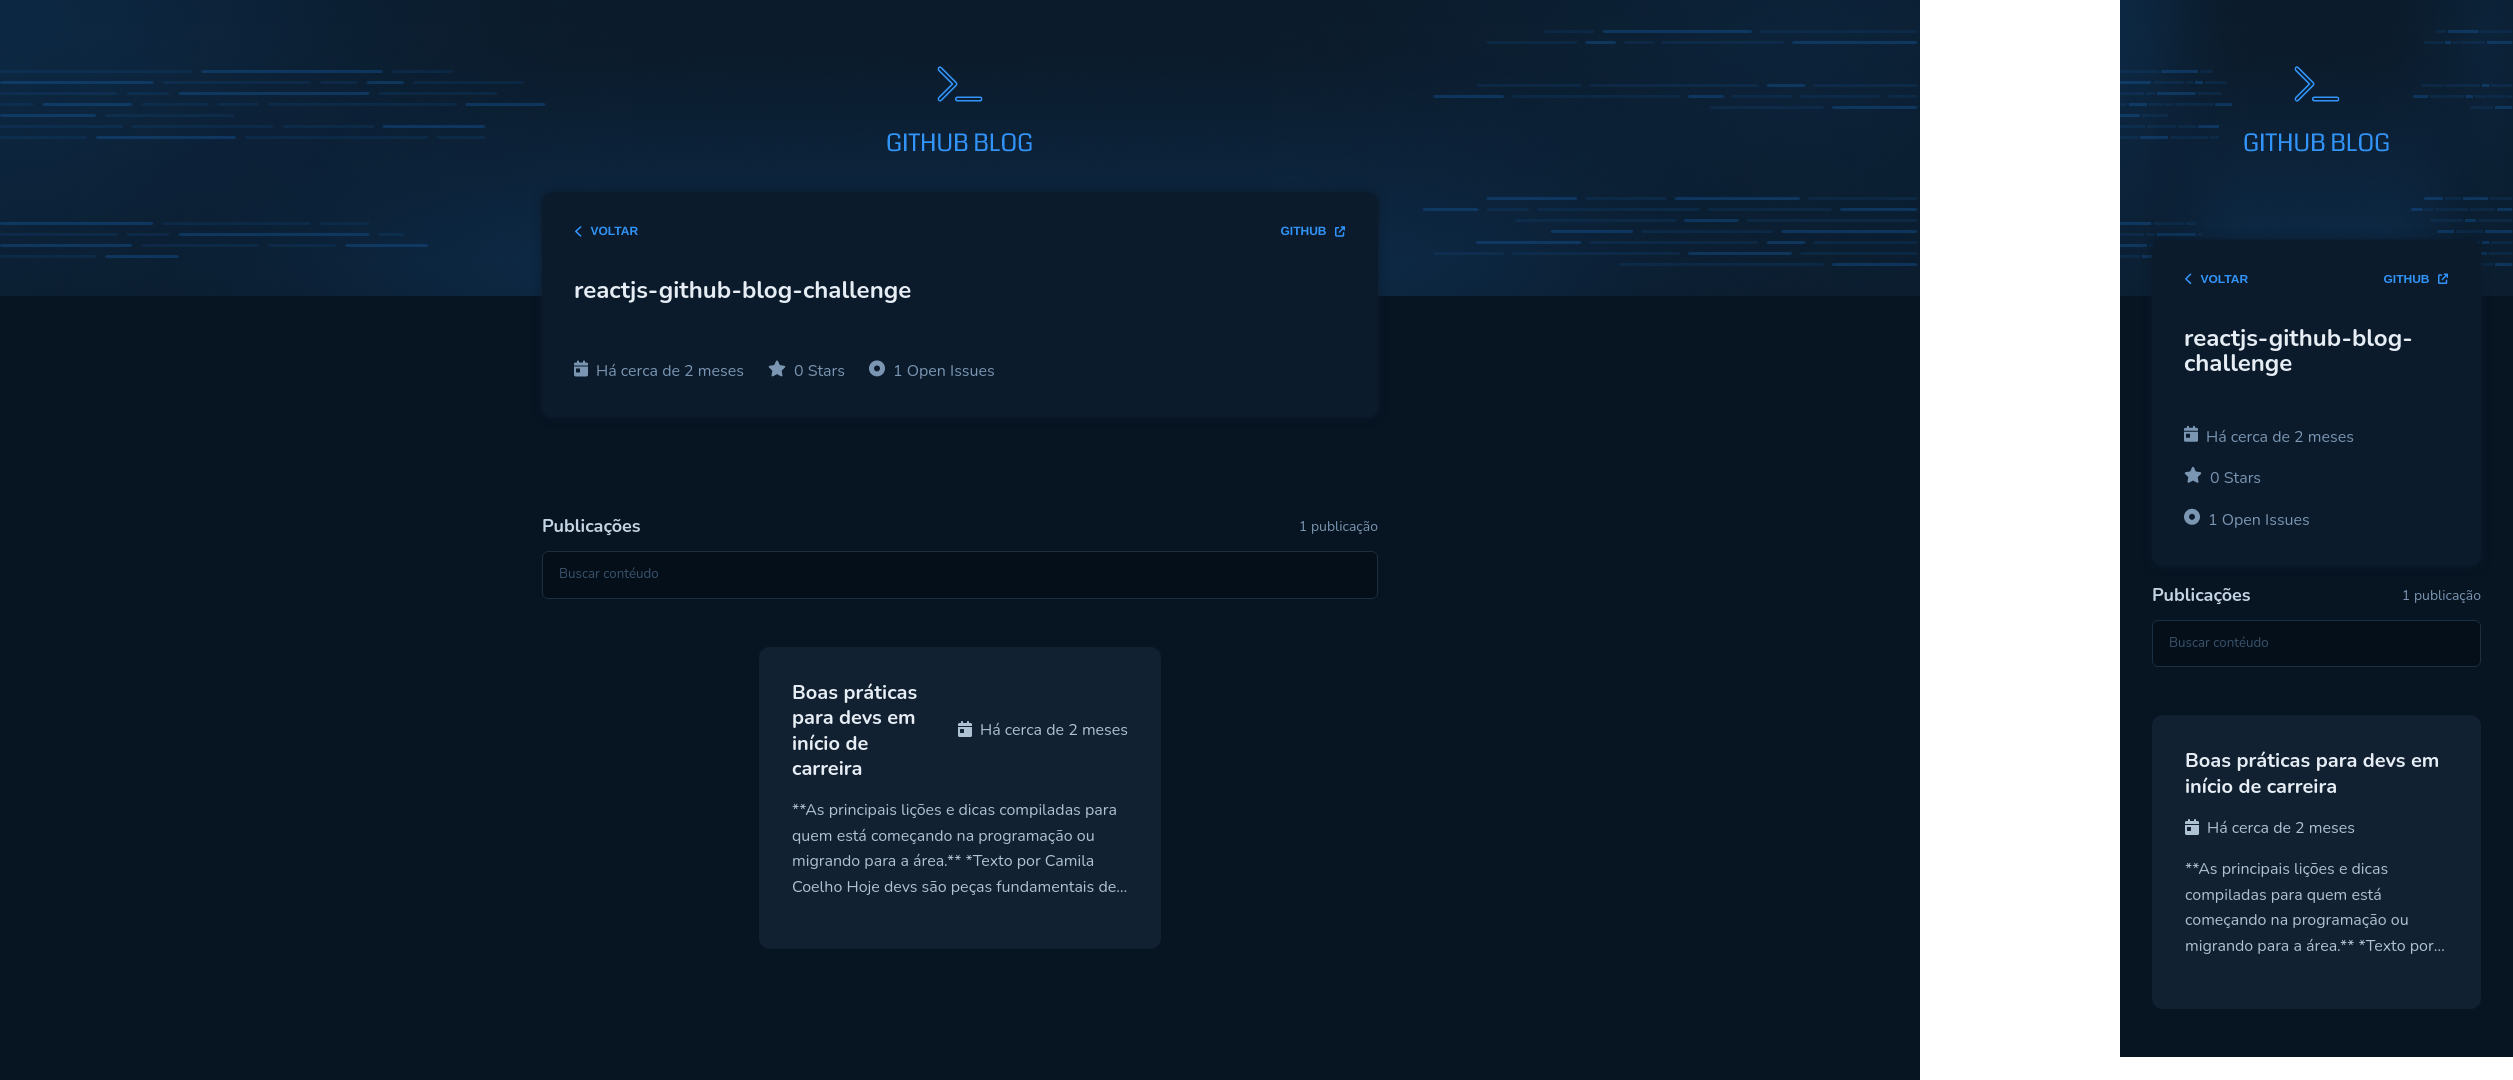 GITHUB BLOG
VOLTAR
GITHUB
reactjs-github-blog-challenge
Há cerca de 2 meses
0 Stars
1 Open Issues
Publicações
1 publicação
Buscar contéudo
Boas práticas
para devs em
início de
carreira
Há cerca de 2 meses
**As principais lições e dicas compiladas para
quem está começando na programação ou
migrando para a área.** *Texto por Camila
Coelho Hoje devs são peças fundamentais de...
GITHUB BLOG
VOLTAR
GITHUB
reactjs-github-blog-
challenge
Há cerca de 2 meses
0 Stars
1 Open Issues
Publicações
1 publicação
Buscar contéudo
Boas práticas para devs em
início de carreira
Há cerca de 2 meses
**As principais lições e dicas
compiladas para quem está
começando na programação ou
migrando para a área.** *Texto por...